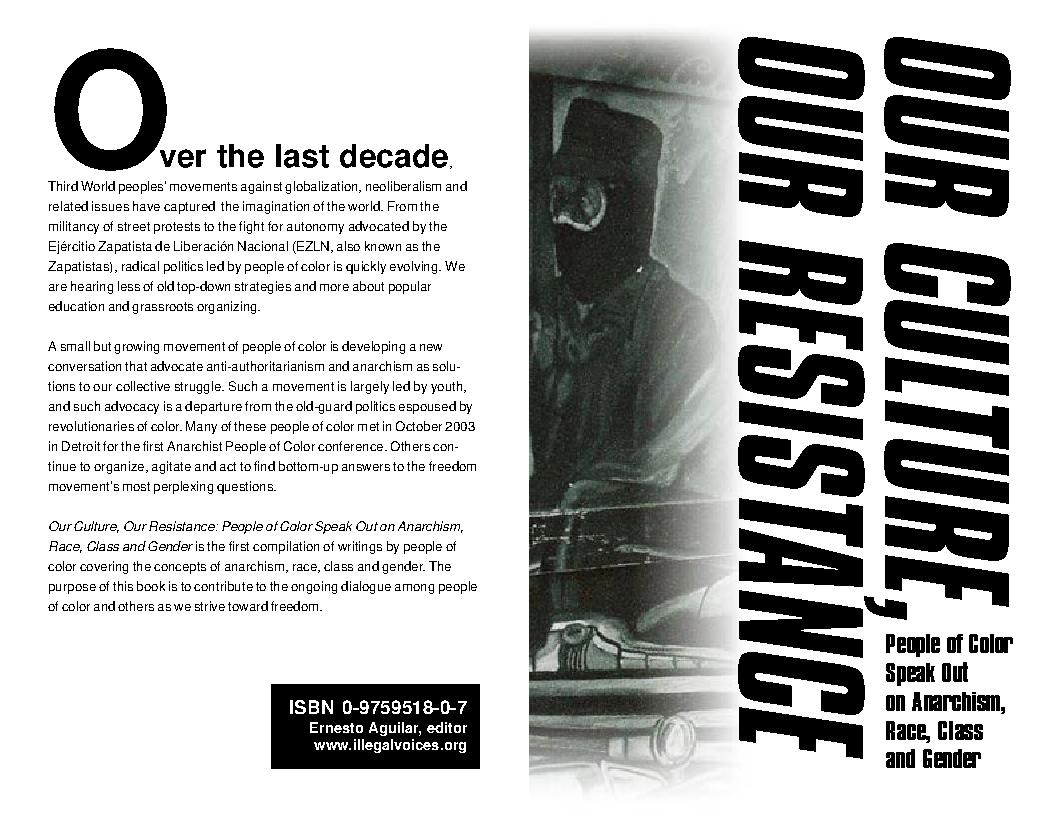 Over the last decade,
Third World peoples' movements against globalization, neoliberalism and
related issues have captured the imagination of the world. From the
militancy of street protests to the fight for autonomy advocated by the
Ejércitio Zapatista de Liberación Nacional (EZLN, also known as the
Zapatistas), radical politics led by people of color is quickly evolving. We
are hearing less of old top-down strategies and more about popular
education and grassroots organizing.
A small but growing movement of people of color is developing a new
conversation that advocate anti-authoritarianism and anarchism as solu-
tions to our collective struggle. Such a movement is largely led by youth,
and such advocacy is a departure from the old-guard politics espoused by
revolutionaries of color. Many of these people of color met in October 2003
in Detroit for the first Anarchist People of Color conference. Others con-
tinue to organize, agitate and act to find bottom-up answers to the freedom
movement's most perplexing questions.
Our Culture, Our Resistance: People of Color Speak Out on Anarchism,
Race, Class and Gender is the first compilation of writings by people of
color covering the concepts of anarchism, race, class and gender. The
purpose of this book is to contribute to the ongoing dialogue among people
of color and others as we strive toward freedom.
ISBN 0-9759518-0-7
Ernesto Aguilar, editor
www.illegalvoices.org
OUR CULTURE,
OUR RESISTANCE
People of Color
Speak Out
on Anarchism,
Race, Class
and Gender